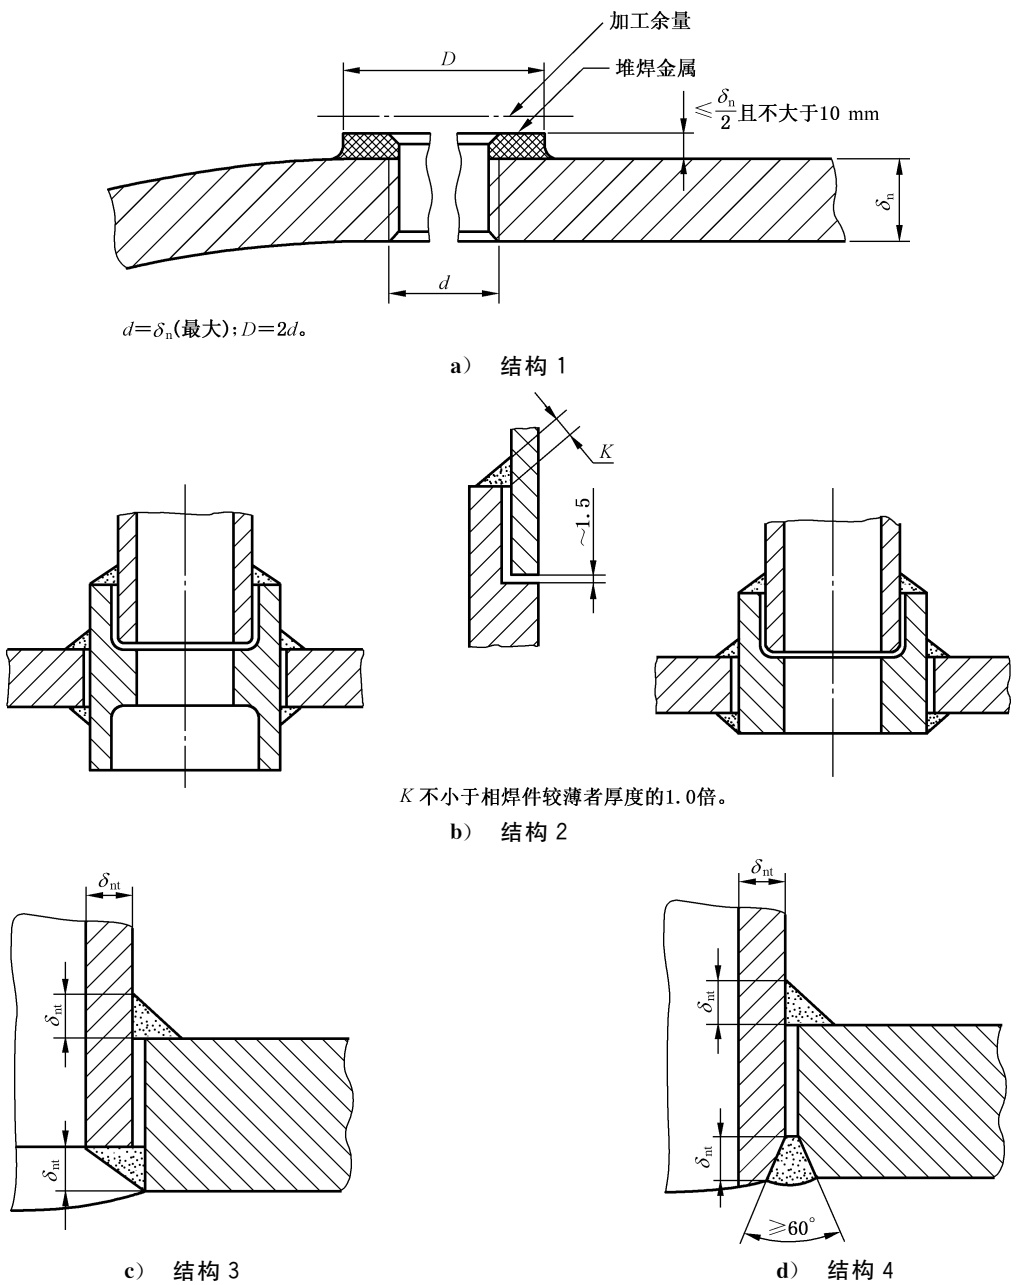 加工余量
D
堆焊金属
≤δn/2且不大于10 mm
δn
d
d=δn(最大);D=2d。
a） 结构1
K
~1.5
K 不小于相焊件较薄者厚度的1.0倍。
b） 结构2
δnt
δnt
δnt
δnt
δnt
δnt
≥60°
c） 结构3
d） 结构4